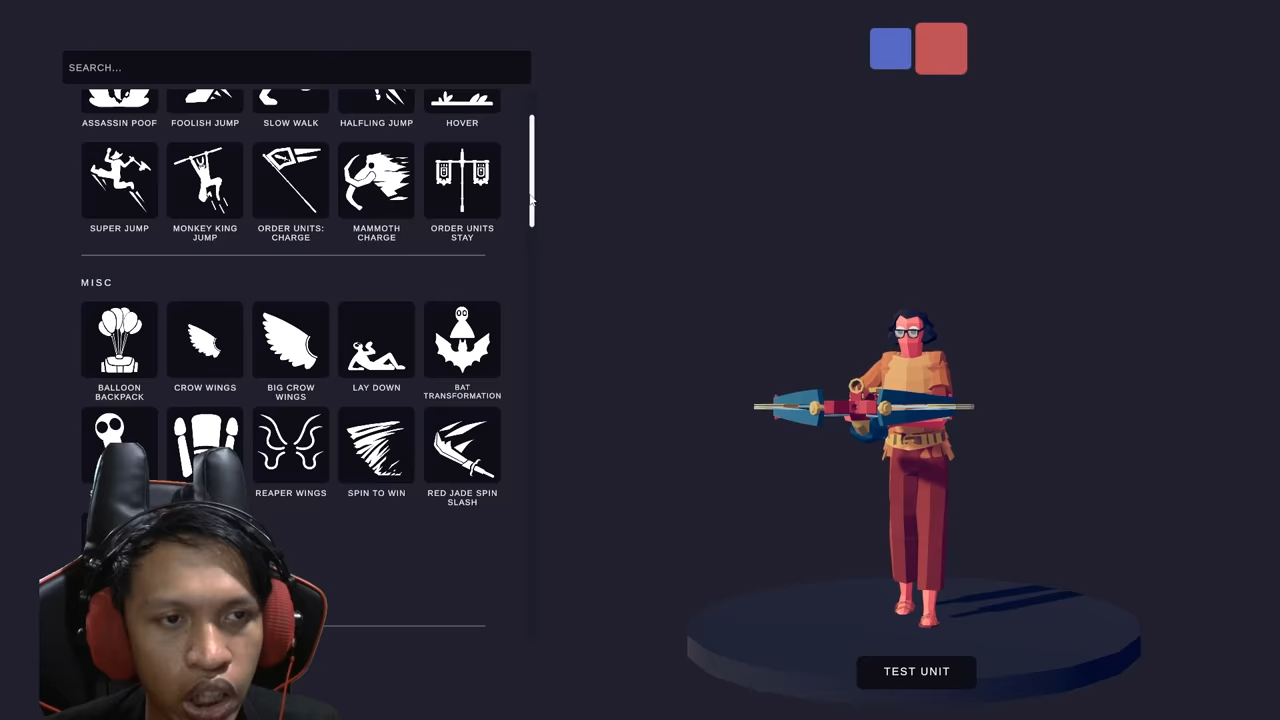 SEARCH...
ASSASSIN POOF
FOOLISH JUMP
SLOW WALK
HALFLING JUMP
HOVER
SUPER JUMP
MONKEY KING
JUMP
ORDER UNITS:
CHARGE
MAMMOTH
CHARGE
ORDER UNITS
STAY
MISC
BALLOON
BACKPACK
CROW WINGS
BIG CROW
WINGS
LAY DOWN
BAT
TRANSFORMATION
REAPER WINGS
SPIN TO WIN
RED JADE SPIN
SLASH
TEST UNIT